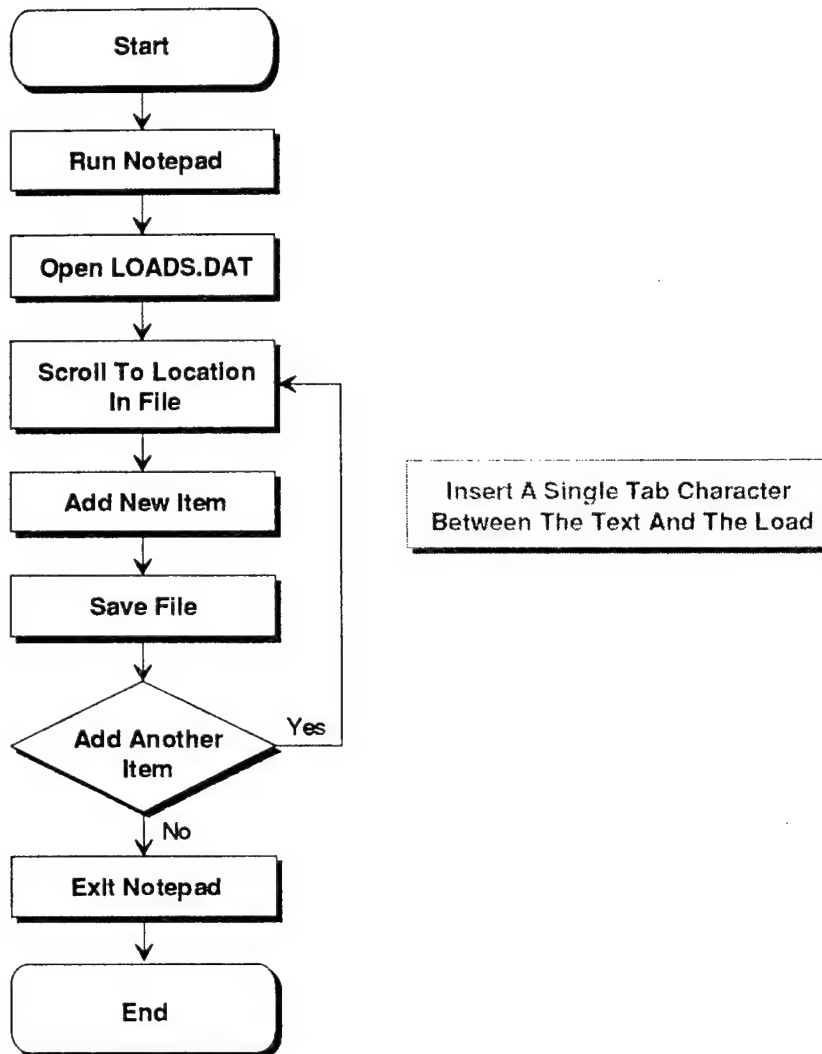 Start
Run Notepad
Open LOADS.DAT
Scroll To Location
In File
Add New Item
Insert A Single Tab Character
Between The Text And The Load
Save File
Add Another
Item
Yes
No
Exit Notepad
End